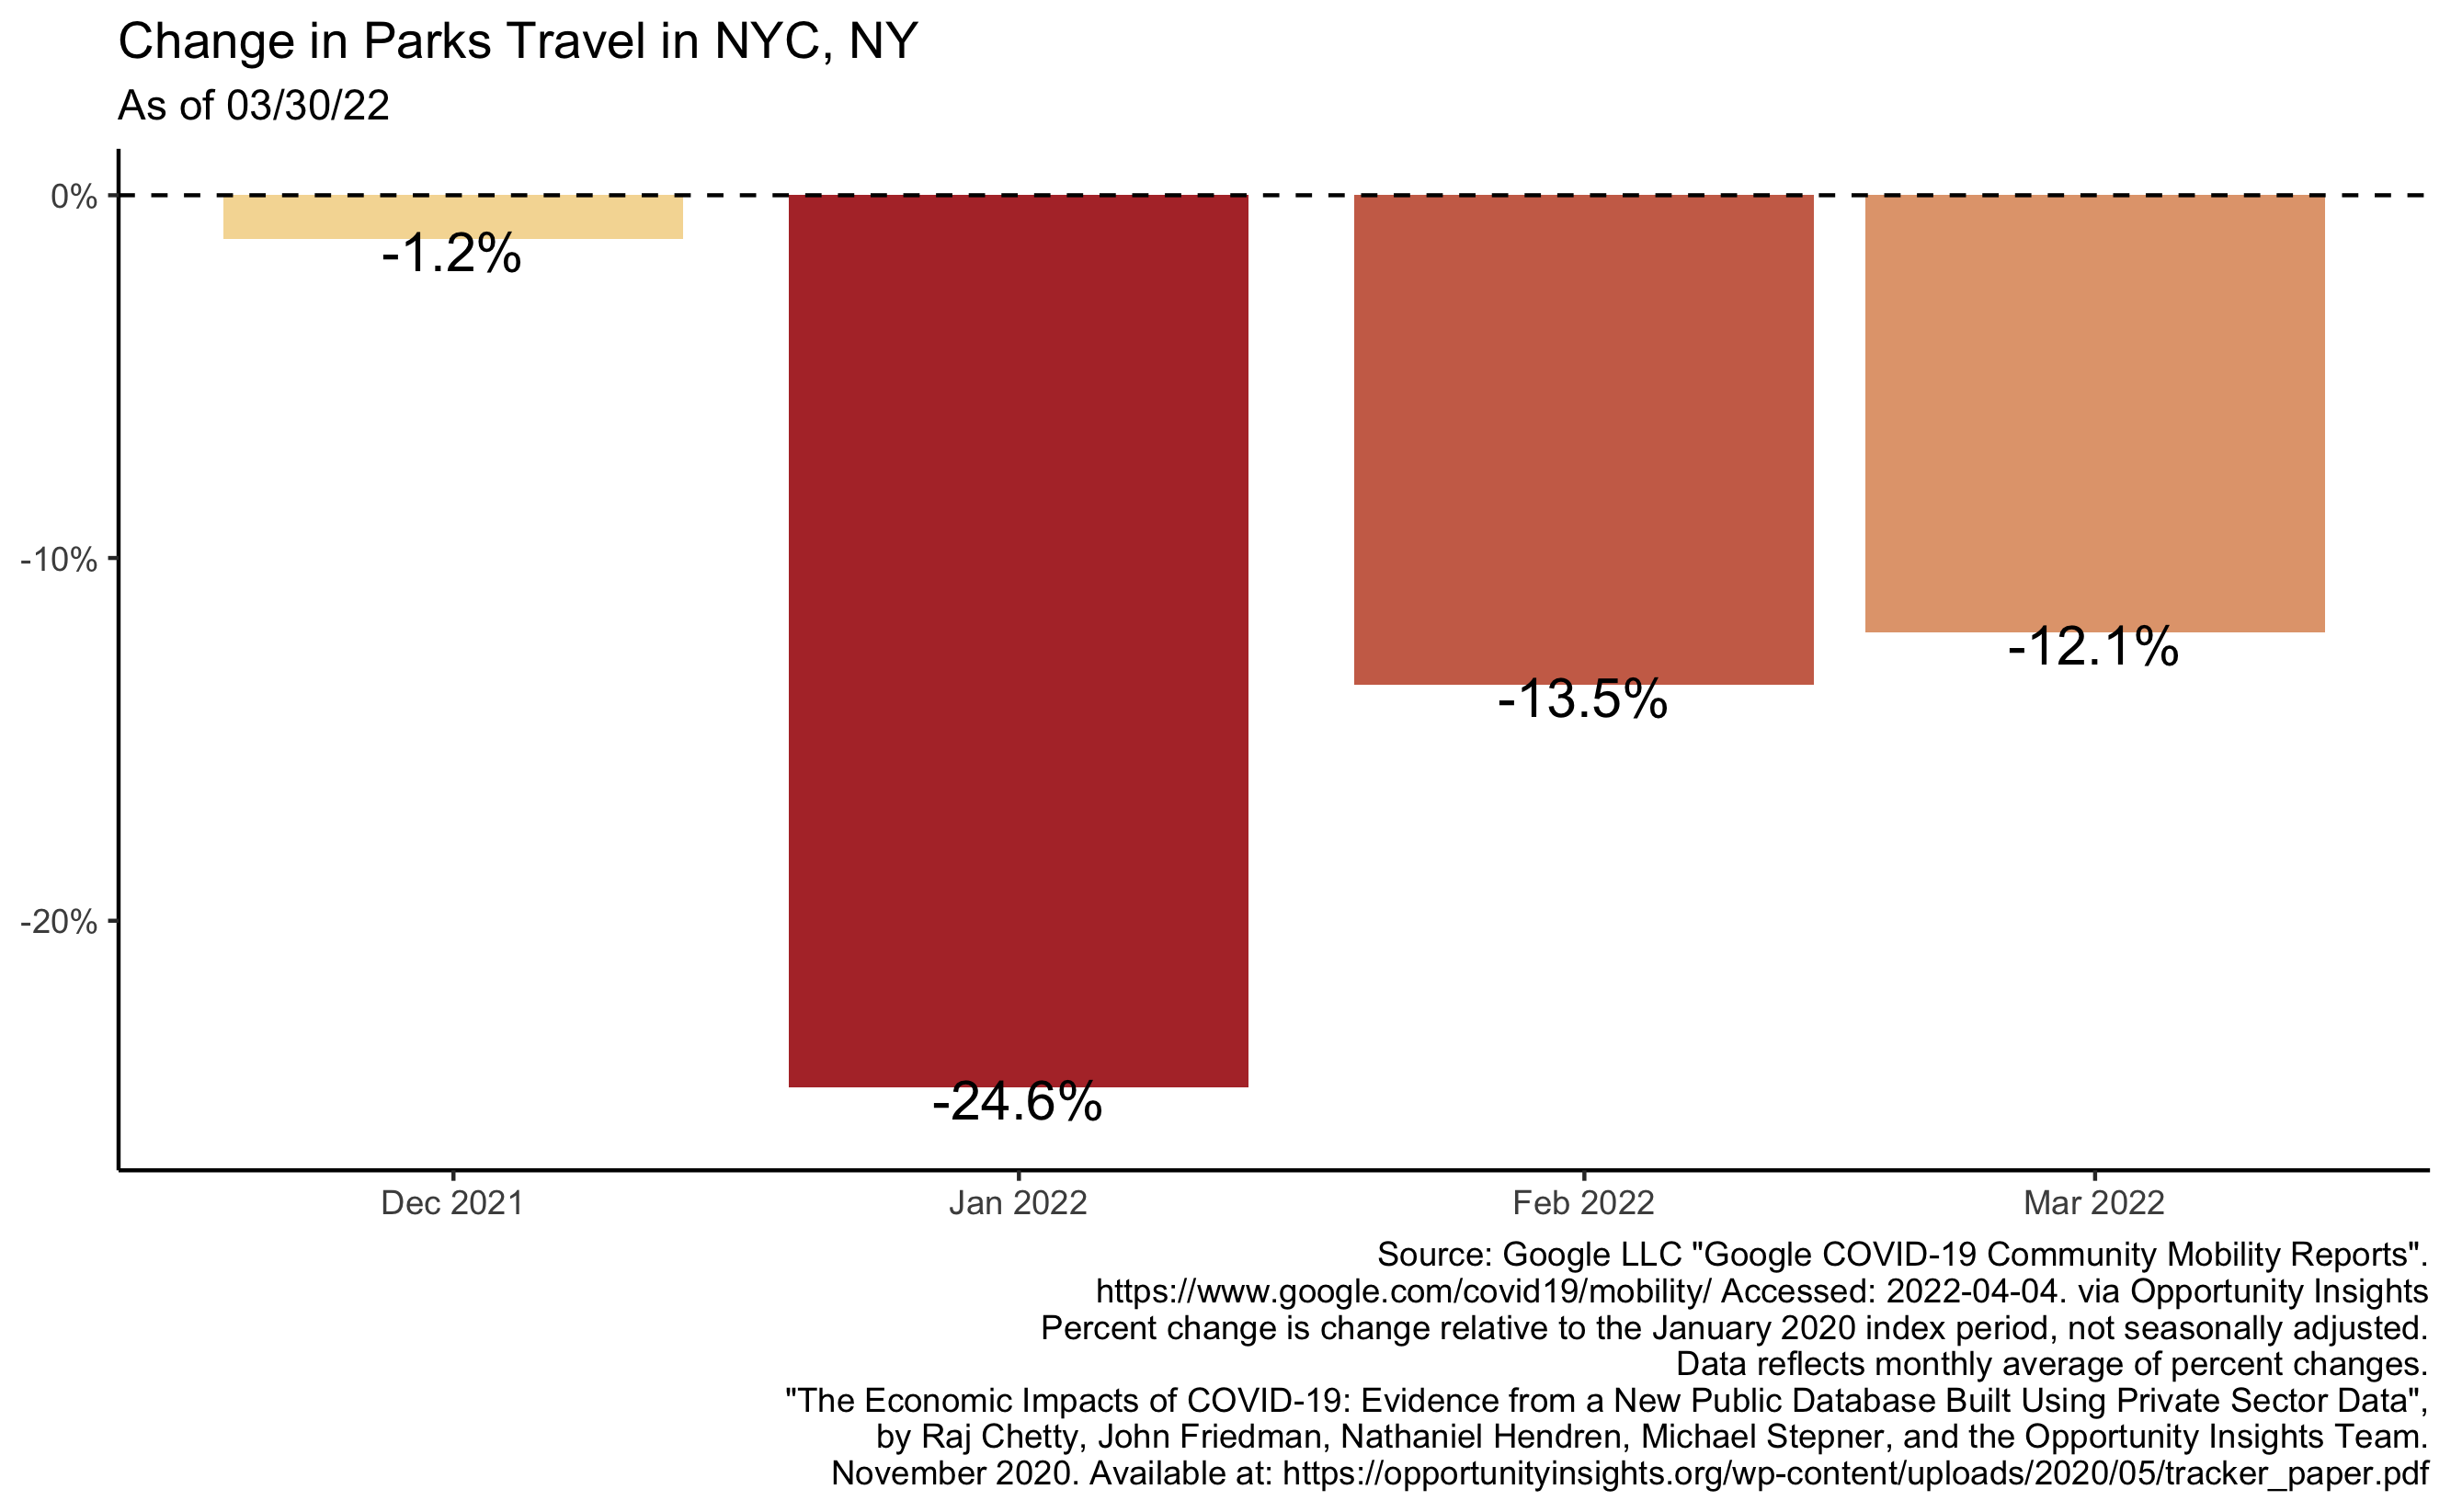 Change in Parks Travel in NYC, NY
As of 03/30/22
0%
-10%
-20%
-1.2%
-24.6%
-13.5%
-12.1%
Dec 2021
Jan 2022
Feb 2022
Mar 2022
Source: Google LLC "Google COVID-19 Community Mobility Reports".
https://www.google.com/covid19/mobility/ Accessed: 2022-04-04. via Opportunity Insights
Percent change is change relative to the January 2020 index period, not seasonally adjusted.
Data reflects monthly average of percent changes.
"The Economic Impacts of COVID-19: Evidence from a New Public Database Built Using Private Sector Data",
by Raj Chetty, John Friedman, Nathaniel Hendren, Michael Stepner, and the Opportunity Insights Team.
November 2020. Available at: https://opportunityinsights.org/wp-content/uploads/2020/05/tracker_paper.pdf